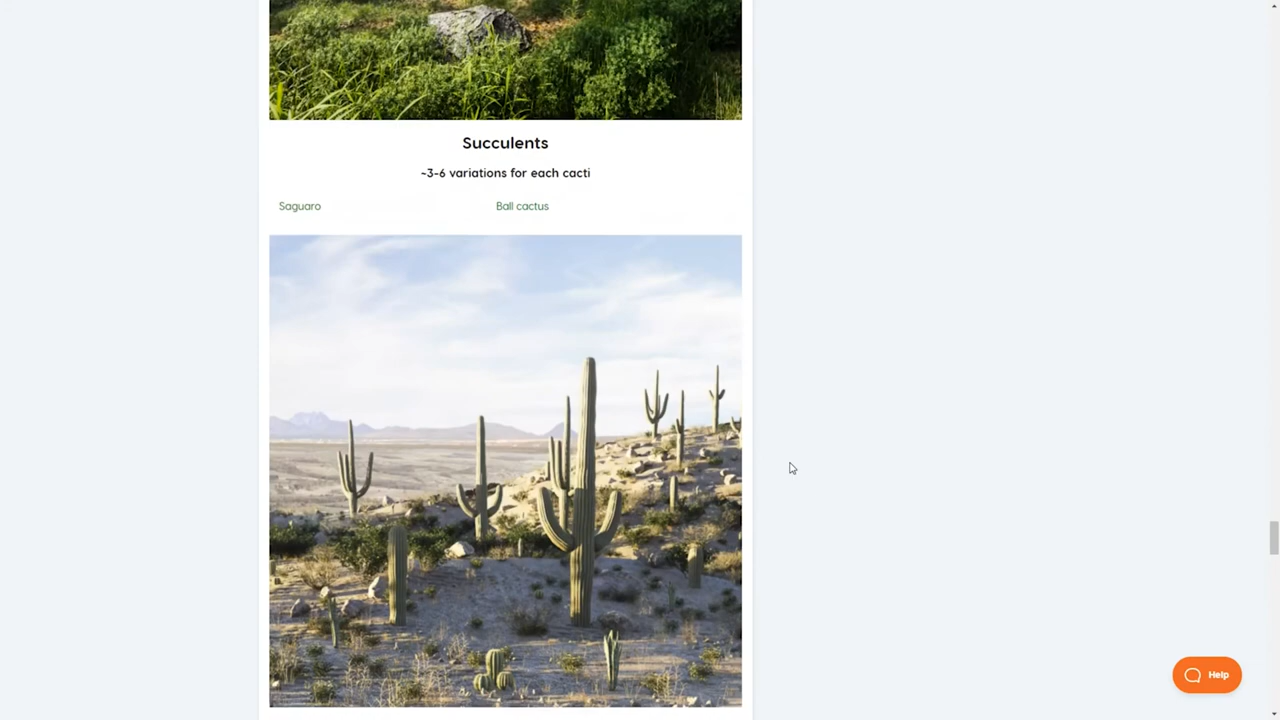 Succulents
~3-6 variations for each cacti
Saguaro
Ball cactus
Help